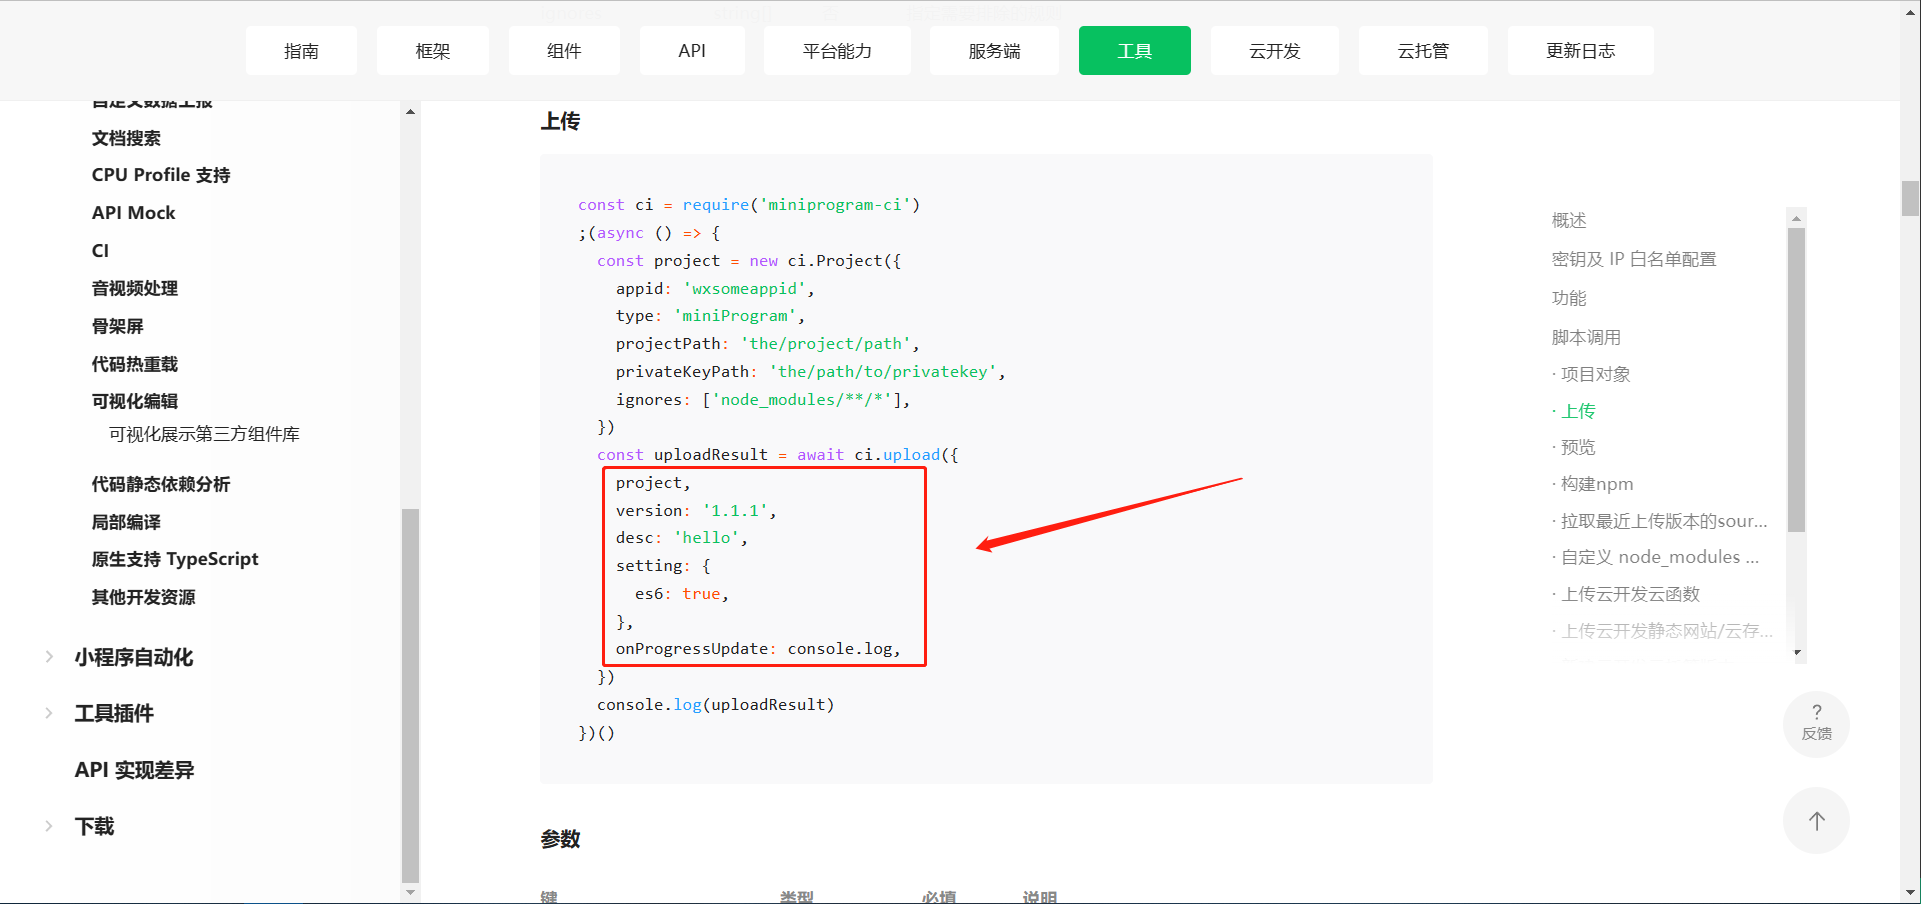 指南
框架
组件
API
平台能力
服务端
工具
云开发
云托管
更新日志
自定义数据上报
文档搜索
CPU Profile 支持
API Mock
CI
音视频处理
骨架屏
代码热重载
可视化编辑
可视化展示第三方组件库
代码静态依赖分析
局部编译
原生支持 TypeScript
其他开发资源
小程序自动化
工具插件
API 实现差异
下载
上传
const ci = require('miniprogram-ci')
;(async () => {
const project = new ci.Project({
appid: 'wxsomeappid',
type: 'miniProgram',
projectPath: 'the/project/path',
privateKeyPath: 'the/path/to/privatekey',
ignores: ['node_modules/**/*'],
})
const uploadResult = await ci.upload({
project,
version: '1.1.1',
desc: 'hello',
setting: {
es6: true,
},
onProgressUpdate: console.log,
})
console.log(uploadResult)
})()
参数
键 类型 必填 说明
概述
密钥及 IP 白名单配置
功能
脚本调用
· 项目对象
· 上传
· 预览
· 构建npm
· 拉取最近上传版本的sour...
· 自定义 node_modules ...
· 上传云开发云函数
· 上传云开发静态网站/云存...
?
反馈